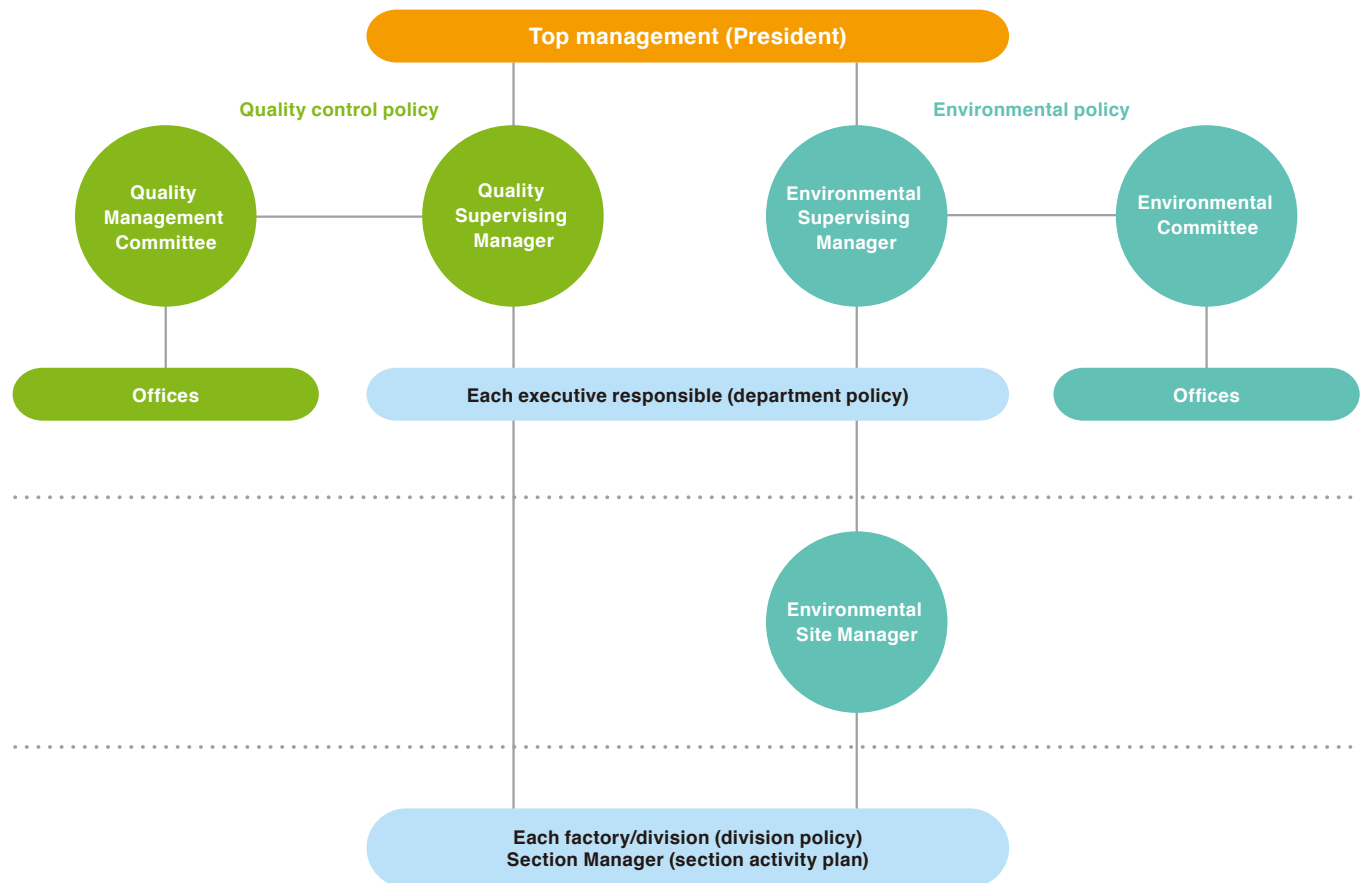 Top management (President)
Quality control policy
Environmental policy
Quality
Management
Committee
Quality
Supervising
Manager
Environmental
Supervising
Manager
Environmental
Committee
Offices
Each executive responsible (department policy)
Offices
Environmental
Site Manager
Each factory/division (division policy)
Section Manager (section activity plan)